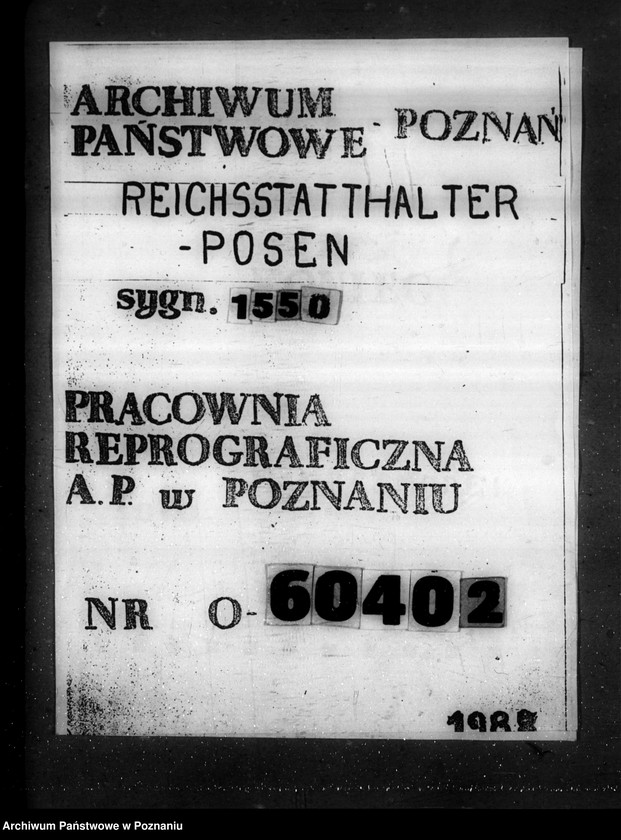 ARCHIWUM
PAŃSTWOWE - POZNAŃ
REICHSSTATTHALTER
-POSEN
sygn. 1550
PRACOWNIA
REPROGRAFICZNA
A.P. w POZNANIU
NR O-60402
Archiwum Państwowe w Poznaniu